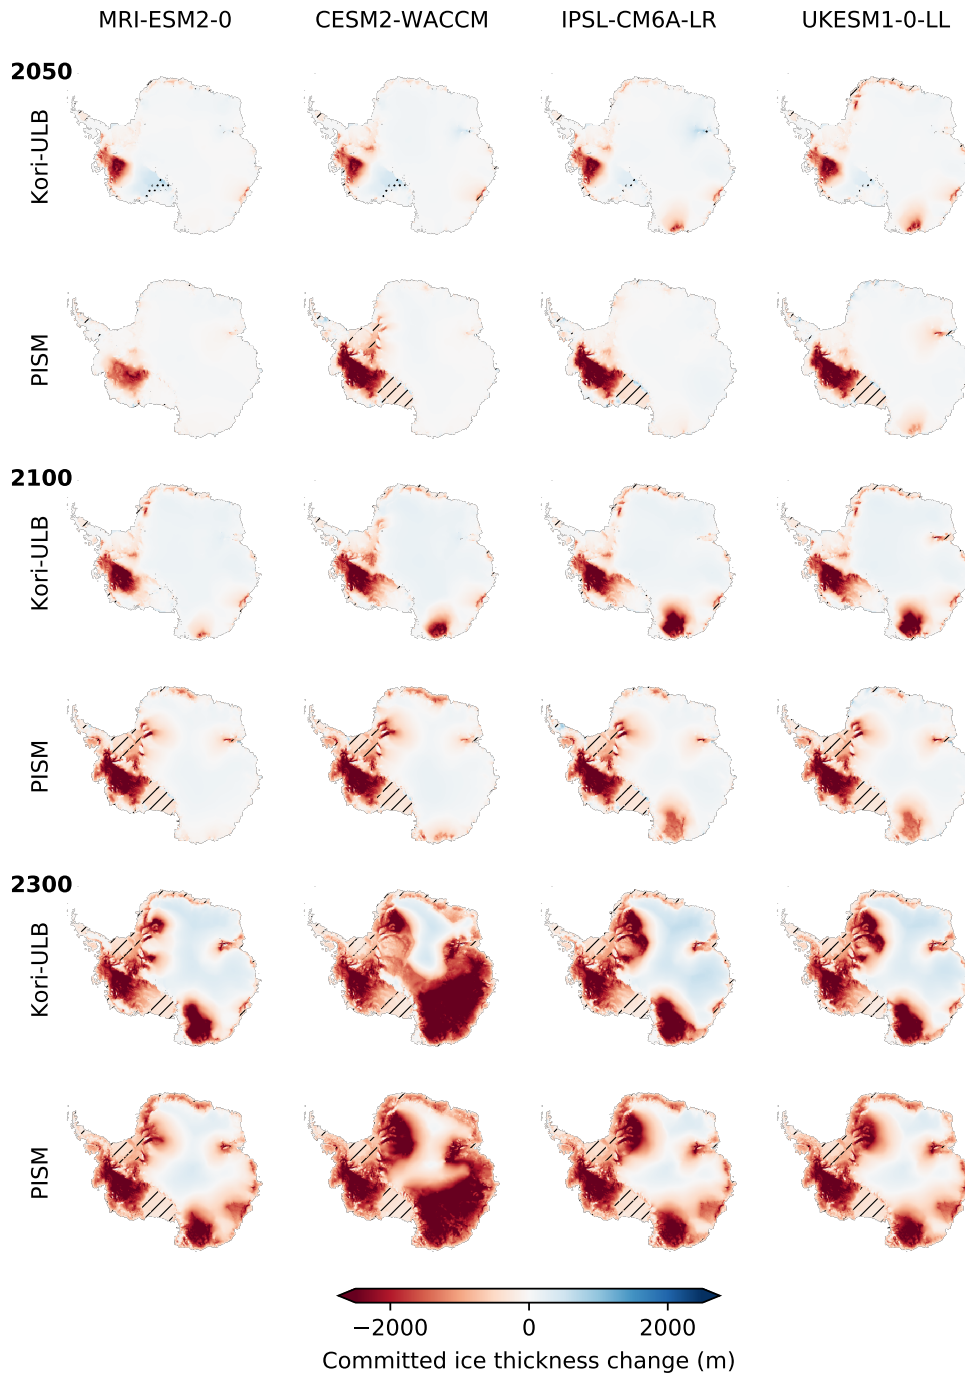 MRI-ESM2-0 CESM2-WACCM IPSL-CM6A-LR UKESM1-0-LL
2050
Kori-ULB
PISM
2100
Kori-ULB
PISM
2300
Kori-ULB
PISM
−2000 0 2000
Committed ice thickness change (m)